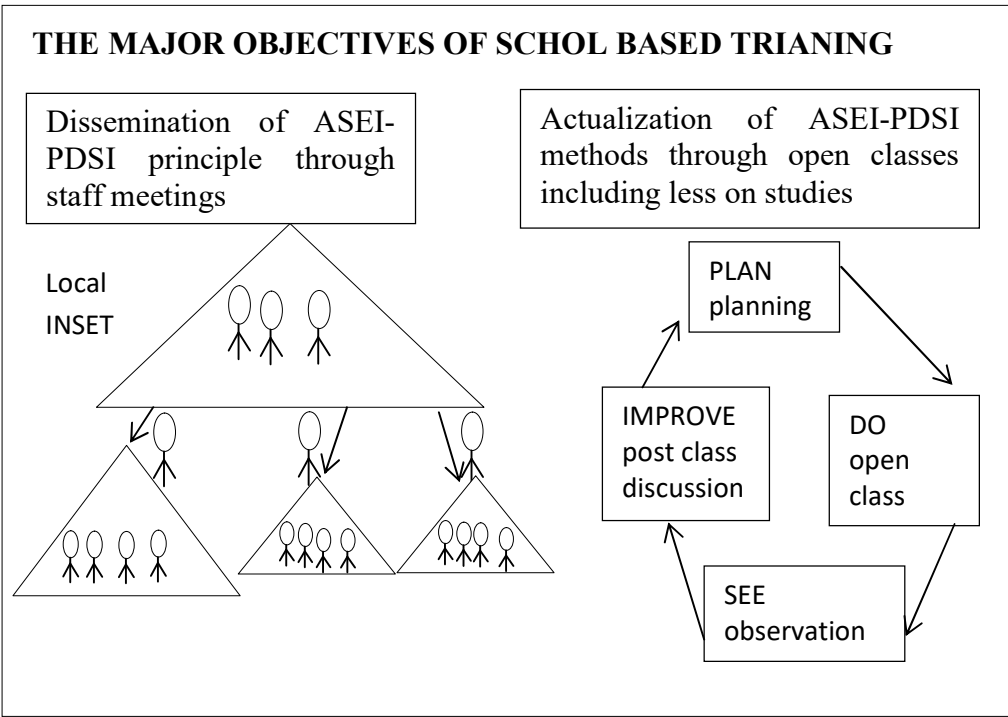 THE MAJOR OBJECTIVES OF SCHOL BASED TRIANING
Dissemination of ASEI-
PDSI principle through
staff meetings
Actualization of ASEI-PDSI
methods through open classes
including less on studies
Local
INSET
PLAN
planning
DO
open
class
SEE
observation
IMPROVE
post class
discussion